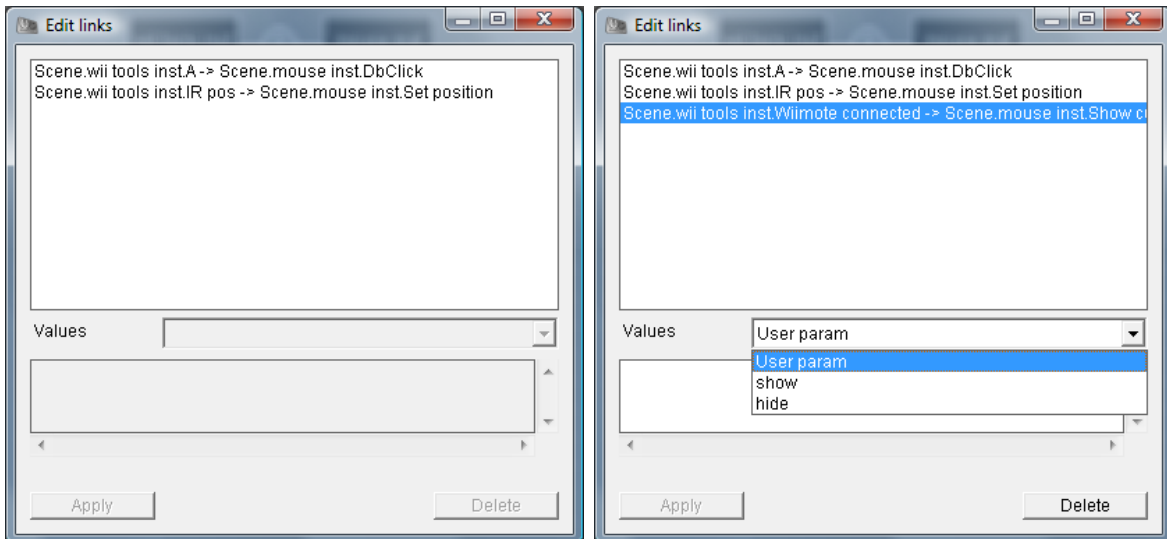 Edit links
Scene.wii tools inst.A -> Scene.mouse inst.DbClick
Scene.wii tools inst.IR pos -> Scene.mouse inst.Set position
Values
Apply
Delete
Edit links
Scene.wii tools inst.A -> Scene.mouse inst.DbClick
Scene.wii tools inst.IR pos -> Scene.mouse inst.Set position
Scene.wii tools inst.Wiimote connected -> Scene.mouse inst.Show
Values
User param
User param
show
hide
Apply
Delete